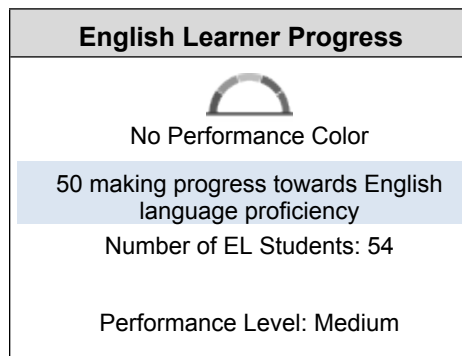 English Learner Progress
No Performance Color
50 making progress towards English
language proficiency
Number of EL Students: 54
Performance Level: Medium